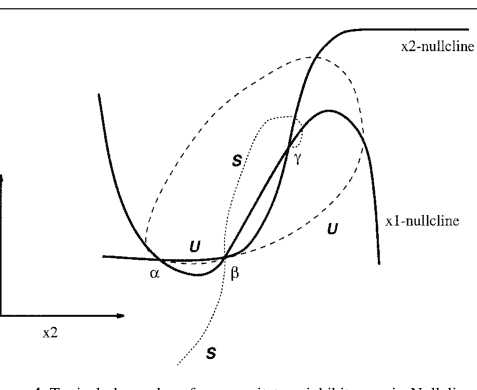 x2-nullcline
S
γ
U
x1-nullcline
U
α
β
x2
S